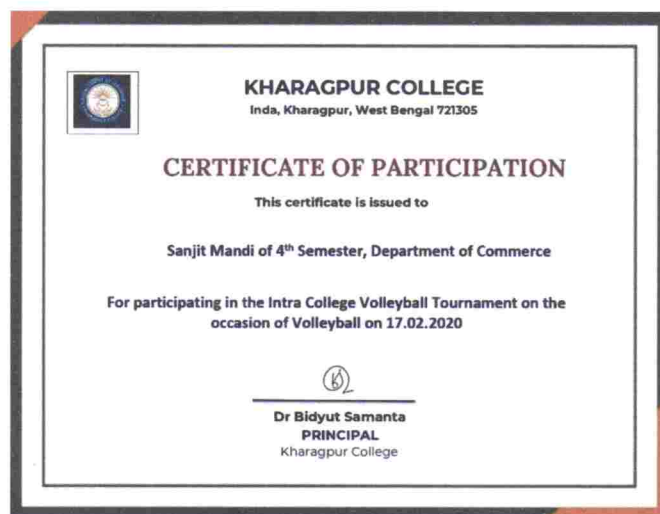 KHARAGPUR COLLEGE
Inda, Kharagpur, West Bengal 721305
CERTIFICATE OF PARTICIPATION
This certificate is issued to
Sanjit Mandi of 4th Semester, Department of Commerce
For participating in the Intra College Volleyball Tournament on the
occasion of Volleyball on 17.02.2020
Dr Bidyut Samanta
PRINCIPAL
Kharagpur College